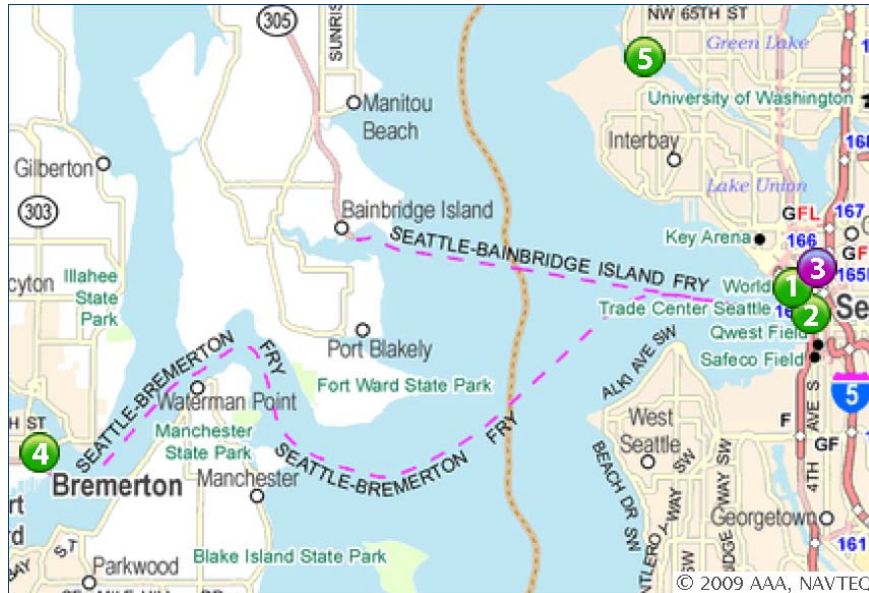 NW 65TH ST
305
SUNRIS
Green Lake
5
University of Washington
Manitou
Beach
Interbay
168
Gilberton
Lake Union
303
Bainbridge Island
GFL
167
166
Key Arena
G
SEATTLE-BAINBRIDGE ISLAND FRY
3
165
cyton
Illahee
State
Park
World
1
Trade Center Seattle
2
Se
Qwest Field
Port Blakely
Safeco Field
SEATTLE-BREMERTON FRY
ALKI AVE SW
Fort Ward State Park
Waterman Point
5
H ST
Manchester
State Park
West
Seattle
F
4TH AVE S
GF
4
SEATTLE-BREMERTON FRY
Bremerton
Manchester
BEACH DR SW
Georgetown
161
Blake Island State Park
Parkwood
© 2009 AAA, NAVTEQ